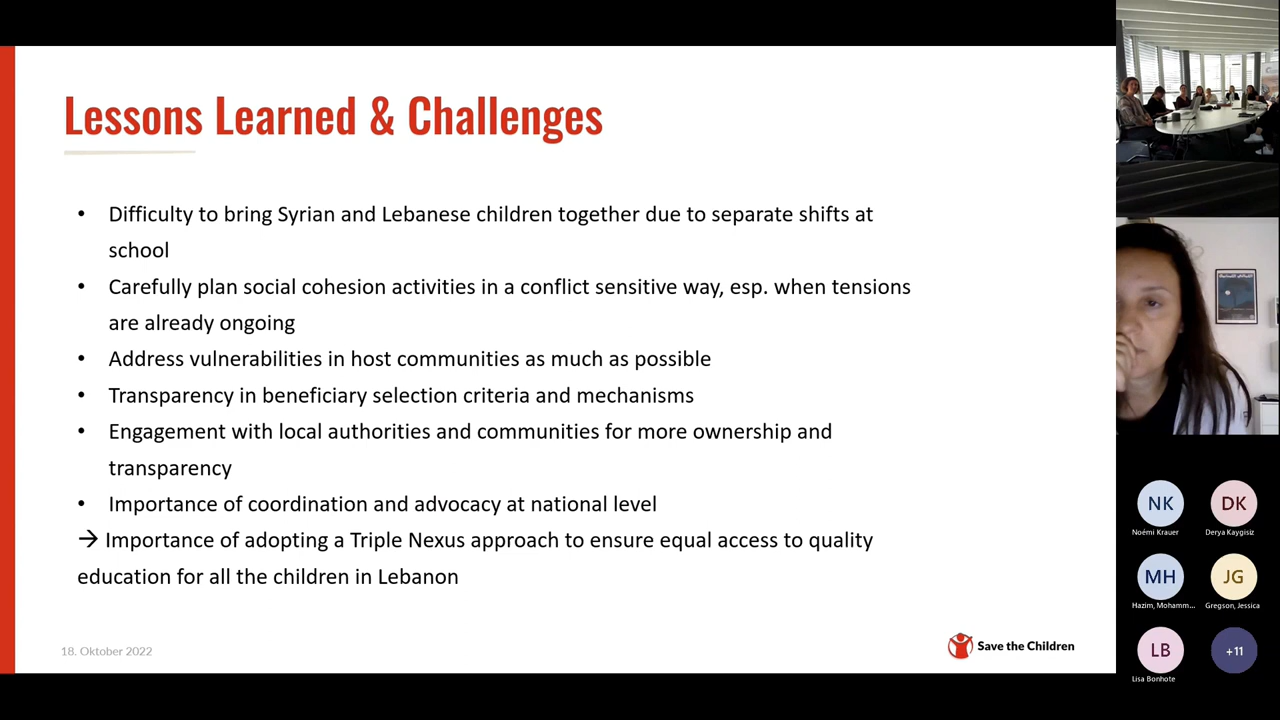 Lessons Learned & Challenges
• Difficulty to bring Syrian and Lebanese children together due to separate shifts at
school
• Carefully plan social cohesion activities in a conflict sensitive way, esp. when tensions
are already ongoing
• Address vulnerabilities in host communities as much as possible
• Transparency in beneficiary selection criteria and mechanisms
• Engagement with local authorities and communities for more ownership and
transparency
• Importance of coordination and advocacy at national level
→ Importance of adopting a Triple Nexus approach to ensure equal access to quality
education for all the children in Lebanon
18. Oktober 2022
Save the Children
NK
Noémi Krauer
DK
Derya Kaygisiz
MH
Hazim, Mohamm...
JG
Gregson, Jessica
LB
Lisa Bonhote
+11